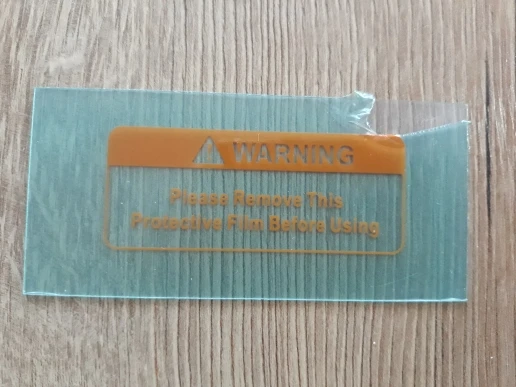 WARNING
Please Remove This
Protective Film Before Using